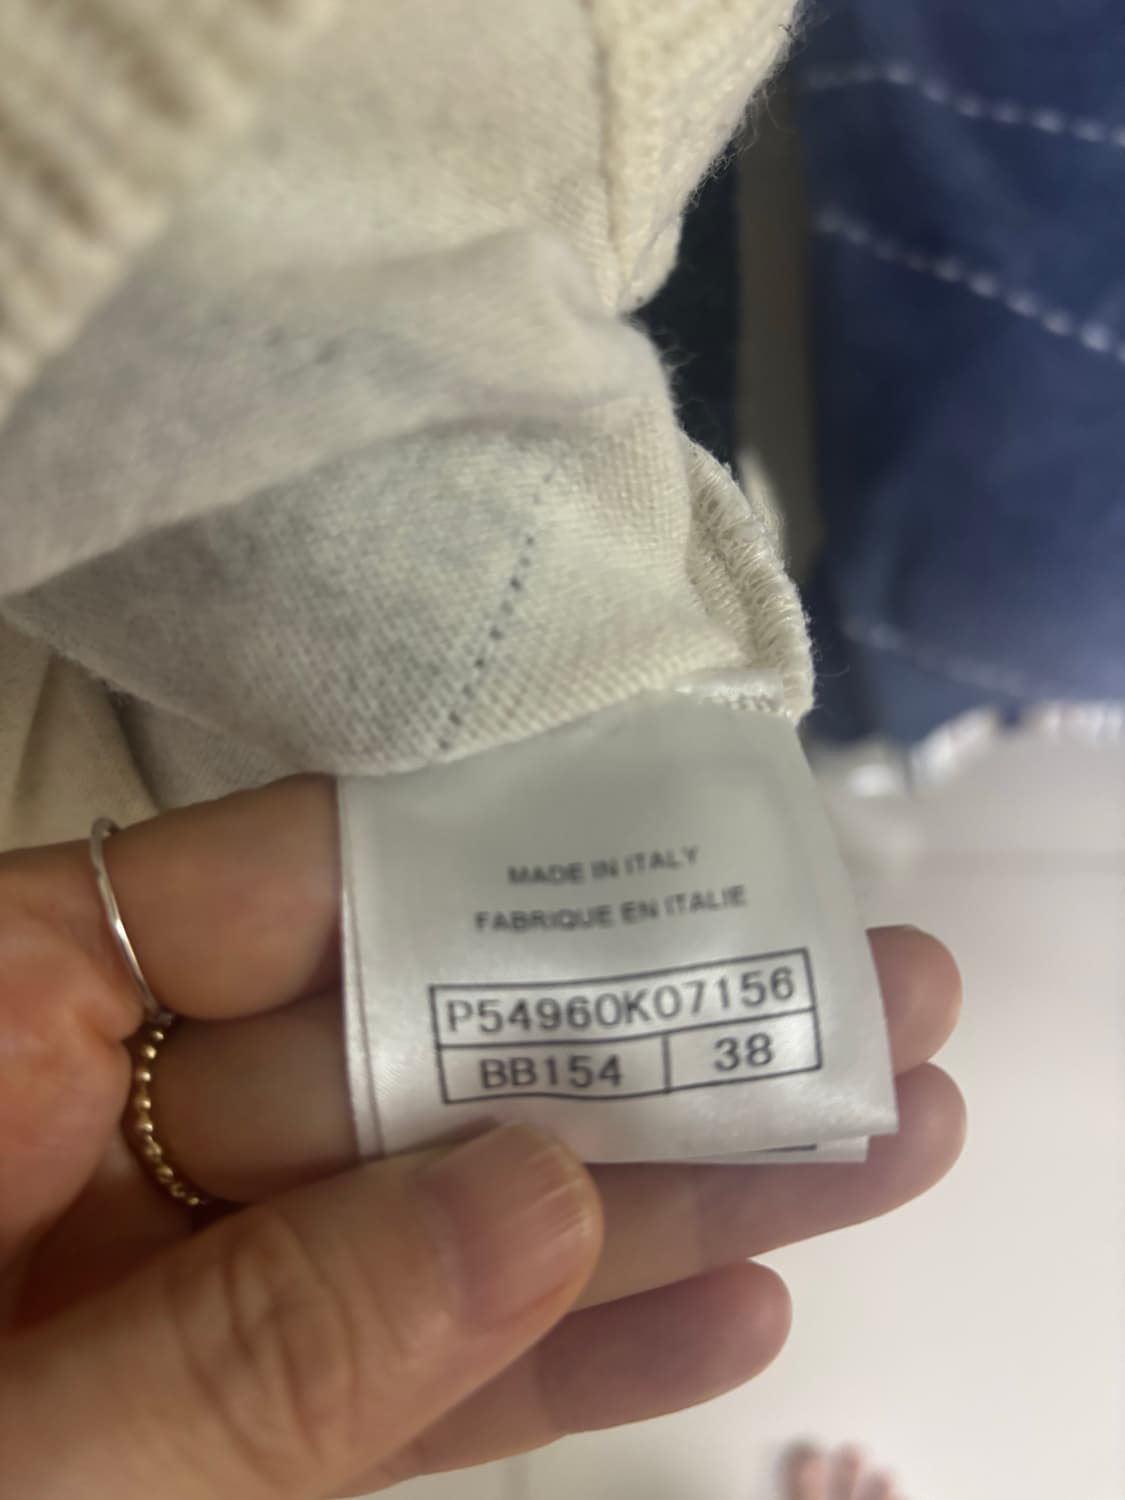 MADE IN ITALY
FABRIQUE EN ITALIE
P54960K07156
BB154 38